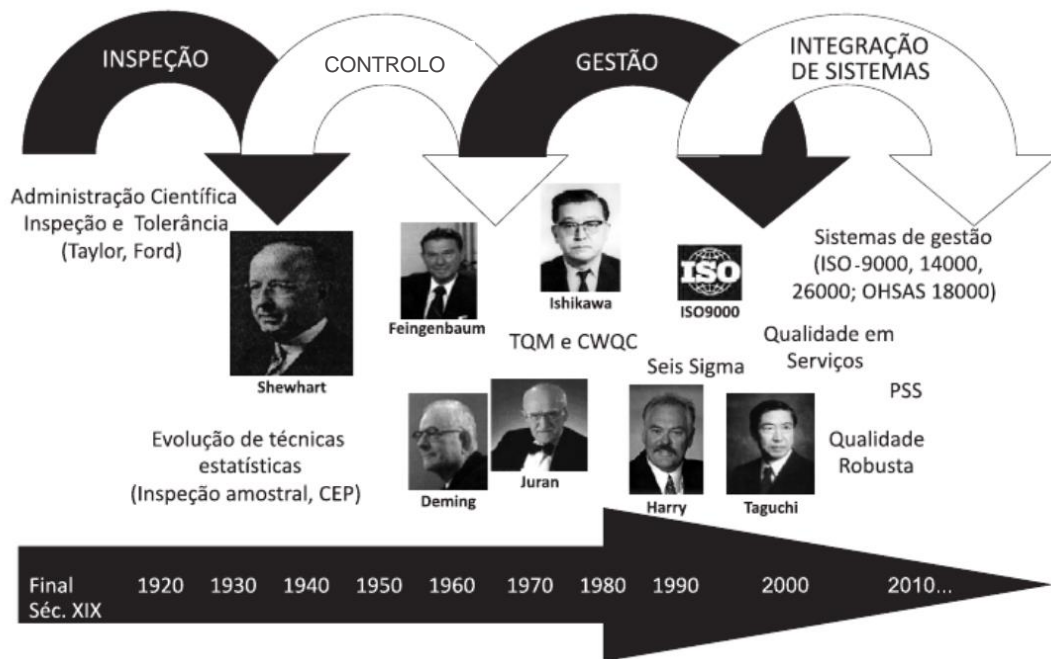 INSPEÇÃO
CONTROLO
GESTÃO
INTEGRAÇÃO
DE SISTEMAS
Administração Científica
Inspeção e Tolerância
(Taylor, Ford)
Shewhart
Evolução de técnicas
estatísticas
(Inspeção amostral, CEP)
Feingenbaum
Ishikawa
TQM e CWQC
Deming
Juran
ISO
ISO9000
Seis Sigma
Harry
Taguchi
Sistemas de gestão
(ISO-9000, 14000,
26000; OHSAS 18000)
Qualidade em
Serviços
PSS
Qualidade
Robusta
Final
Séc. XIX
1920 1930 1940 1950 1960 1970 1980 1990 2000 2010...